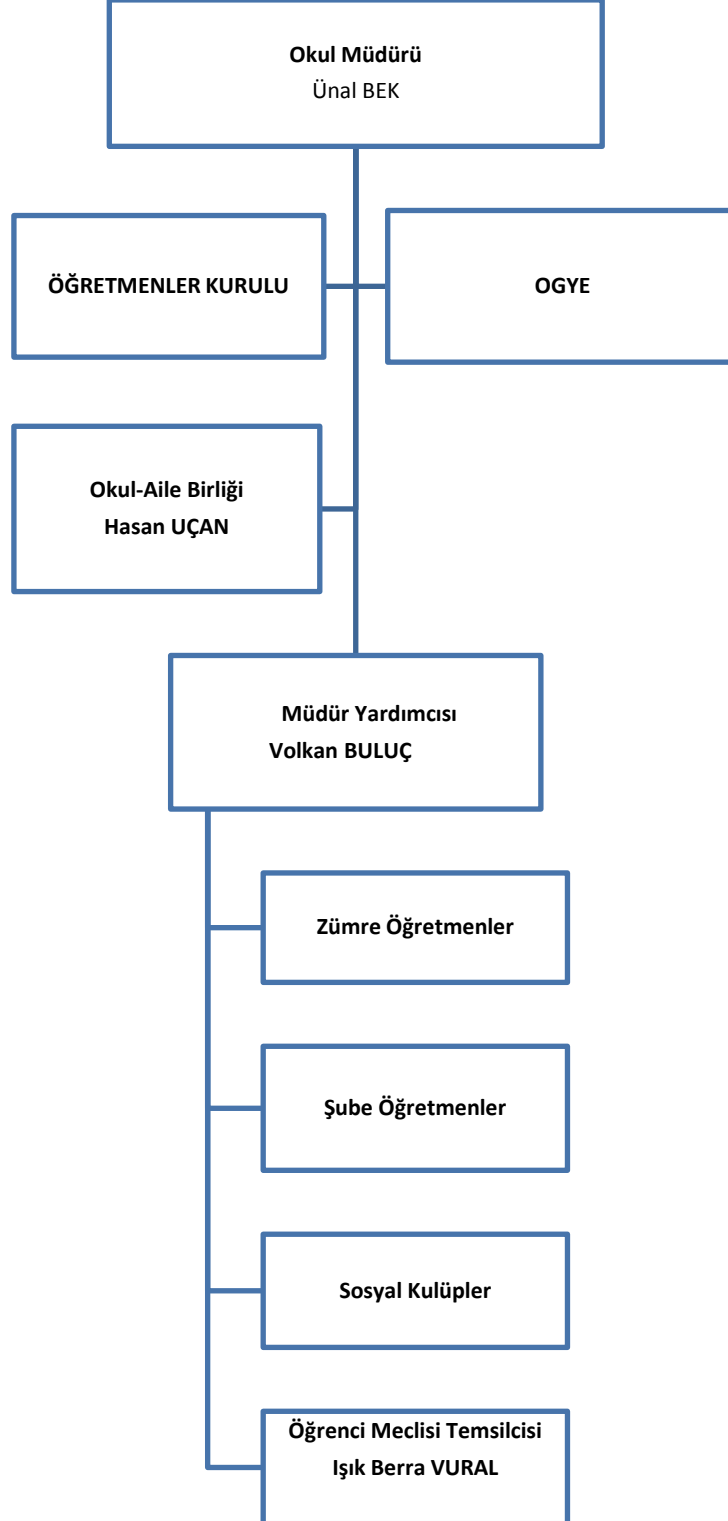 Okul Müdürü
Ünal BEK
ÖĞRETMENLER KURULU
OGYE
Okul-Aile Birliği
Hasan UÇAN
Müdür Yardımcısı
Volkan BULUÇ
Zümre Öğretmenler
Şube Öğretmenler
Sosyal Kulüpler
Öğrenci Meclisi Temsilcisi
Işık Berra VURAL